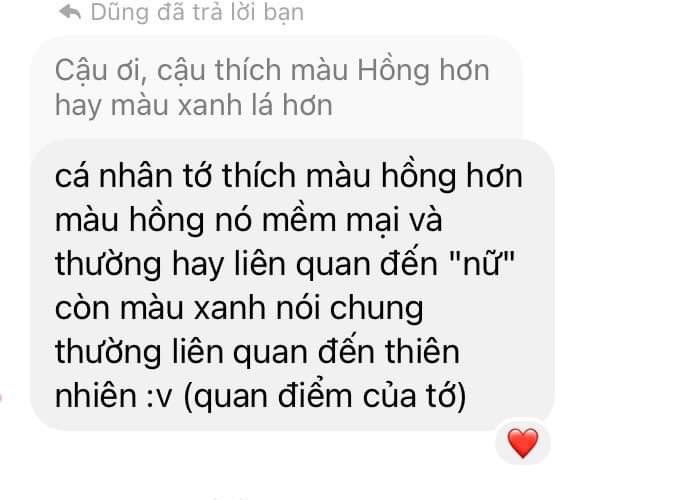 Dũng đã trả lời bạn
Cậu ơi, cậu thích màu Hồng hơn
hay màu xanh lá hơn
cá nhân tớ thích màu hồng hơn
màu hồng nó mềm mại và
thường hay liên quan đến "nữ"
còn màu xanh nói chung
thường liên quan đến thiên
nhiên :v (quan điểm của tớ)